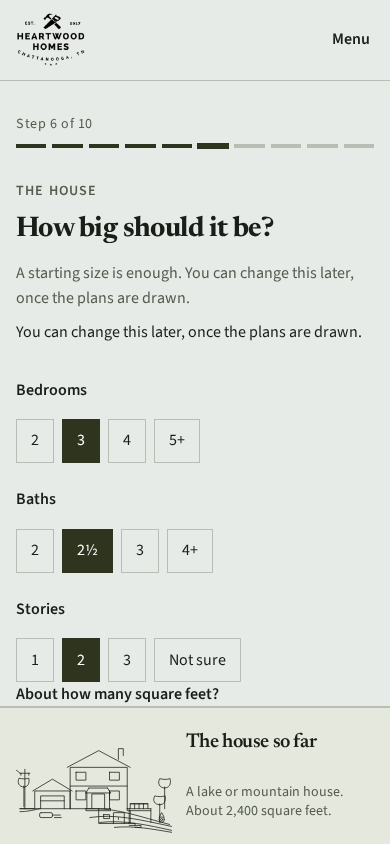 EST. 2017
HEARTWOOD
HOMES
CHATTANOOGA, TN
Menu
Step 6 of 10
THE HOUSE
How big should it be?
A starting size is enough. You can change this later,
once the plans are drawn.
You can change this later, once the plans are drawn.
Bedrooms
2 3 4 5+
Baths
2 2½ 3 4+
Stories
1 2 3 Not sure
About how many square feet?
The house so far
A lake or mountain house.
About 2,400 square feet.